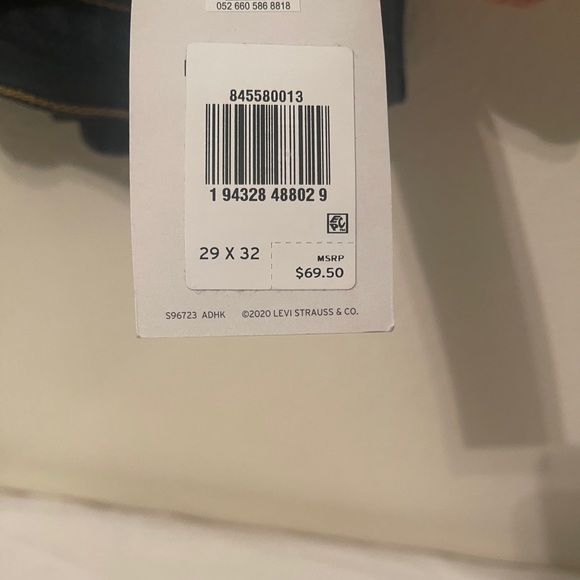 052 660 586 8818
845580013
1 94328 48802 9
29 X 32
MSRP
$69.50
S96723 ADHK ©2020 LEVI STRAUSS & CO.